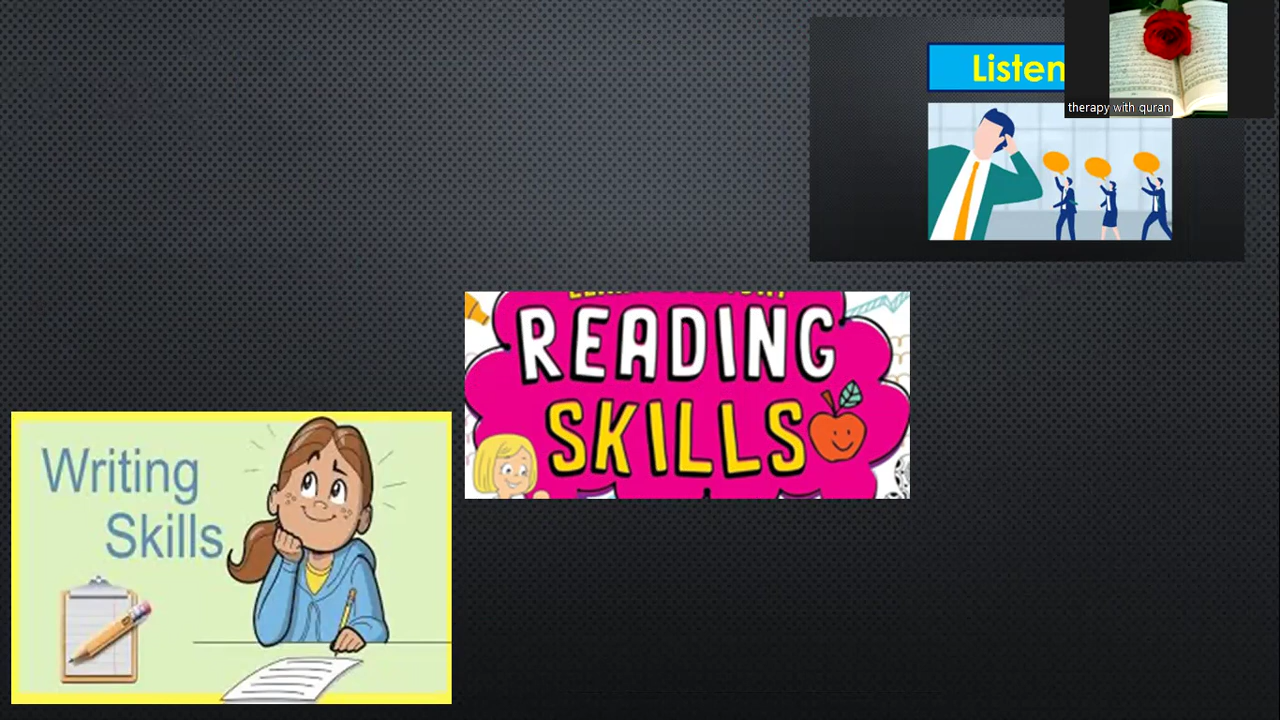 Listen
therapy with quran
READING
SKILLS
Writing
Skills